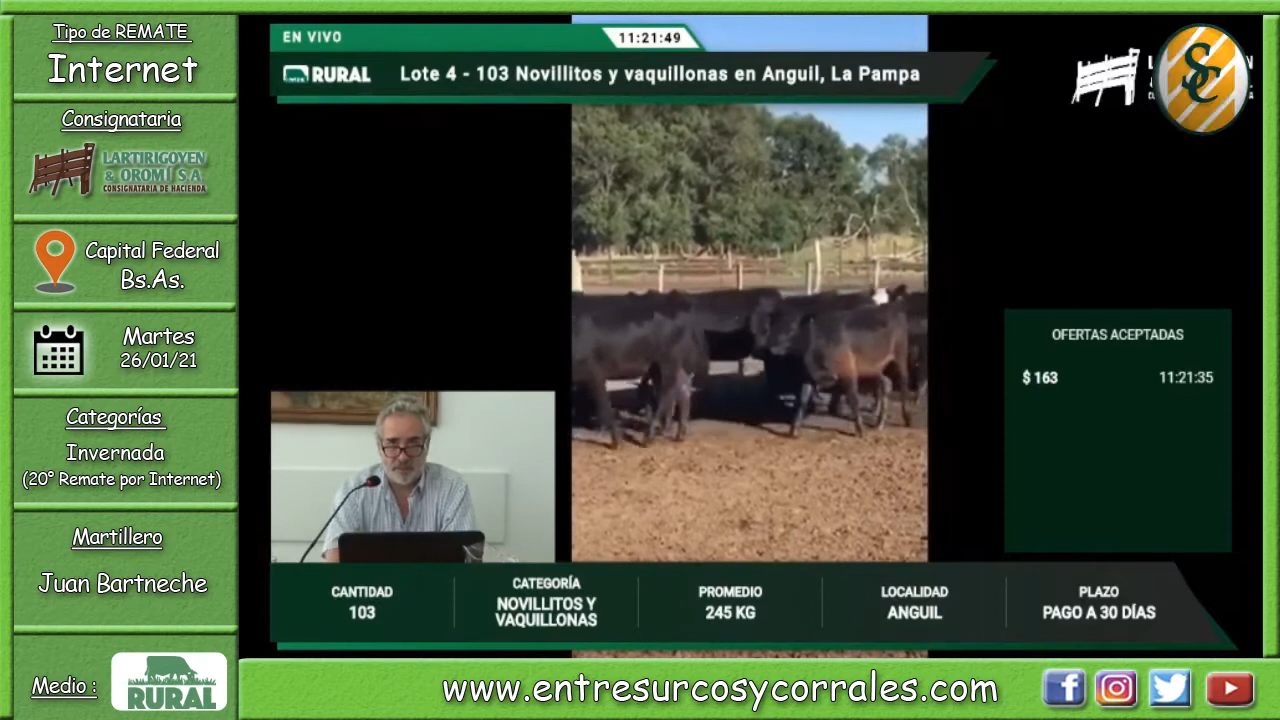 Tipo de REMATE
Internet
Consignataria
LARTIRIGOYEN
& OROMÍ S.A.
CONSIGNATARIA DE HACIENDA
Capital Federal
Bs.As.
Martes
26/01/21
Categorías
Invernada
(20° Remate por Internet)
Martillero
Juan Bartneche
Medio :
RURAL
EN VIVO
11:21:49
RURAL
Lote 4 - 103 Novillitos y vaquillonas en Anguil, La Pampa
SC
OFERTAS ACEPTADAS
$ 163
11:21:35
CANTIDAD
103
CATEGORÍA
NOVILLITOS Y
VAQUILLONAS
PROMEDIO
245 KG
LOCALIDAD
ANGUIL
PLAZO
PAGO A 30 DÍAS
www.entresurcosycorrales.com